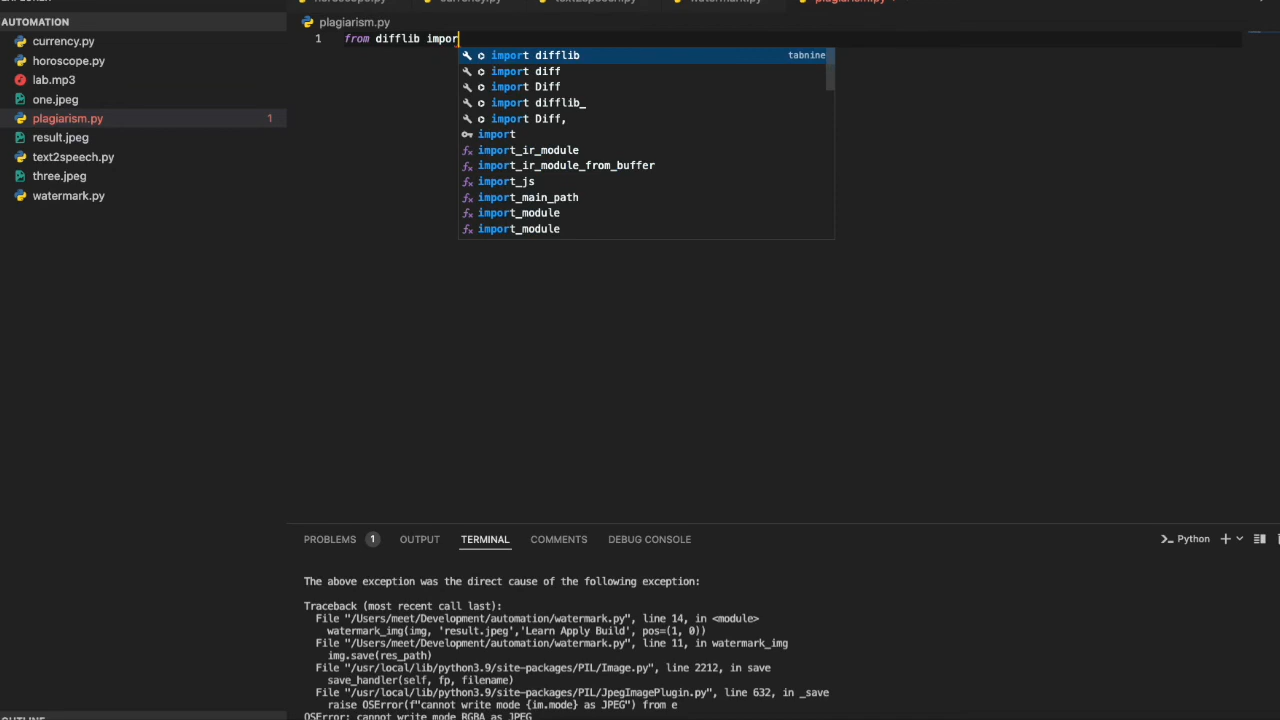 AUTOMATION
currency.py
horoscope.py
lab.mp3
one.jpeg
plagiarism.py 1
result.jpeg
text2speech.py
three.jpeg
watermark.py
plagiarism.py
1 from difflib impor
import difflib tabnine
import diff
import Diff
import difflib_
import Diff,
import
import_ir_module
import_ir_module_from_buffer
import_js
import_main_path
import_module
import_module
PROBLEMS 1 OUTPUT TERMINAL COMMENTS DEBUG CONSOLE
Python
The above exception was the direct cause of the following exception:
Traceback (most recent call last):
File "/Users/meet/Development/automation/watermark.py", line 14, in <module>
watermark_img(img, 'result.jpeg','Learn Apply Build', pos=(1, 0))
File "/Users/meet/Development/automation/watermark.py", line 11, in watermark_img
img.save(res_path)
File "/usr/local/lib/python3.9/site-packages/PIL/Image.py", line 2212, in save
save_handler(self, fp, filename)
File "/usr/local/lib/python3.9/site-packages/PIL/JpegImagePlugin.py", line 632, in _save
raise OSError(f"cannot write mode {im.mode} as JPEG") from e
OSError: cannot write mode RGBA as JPEG